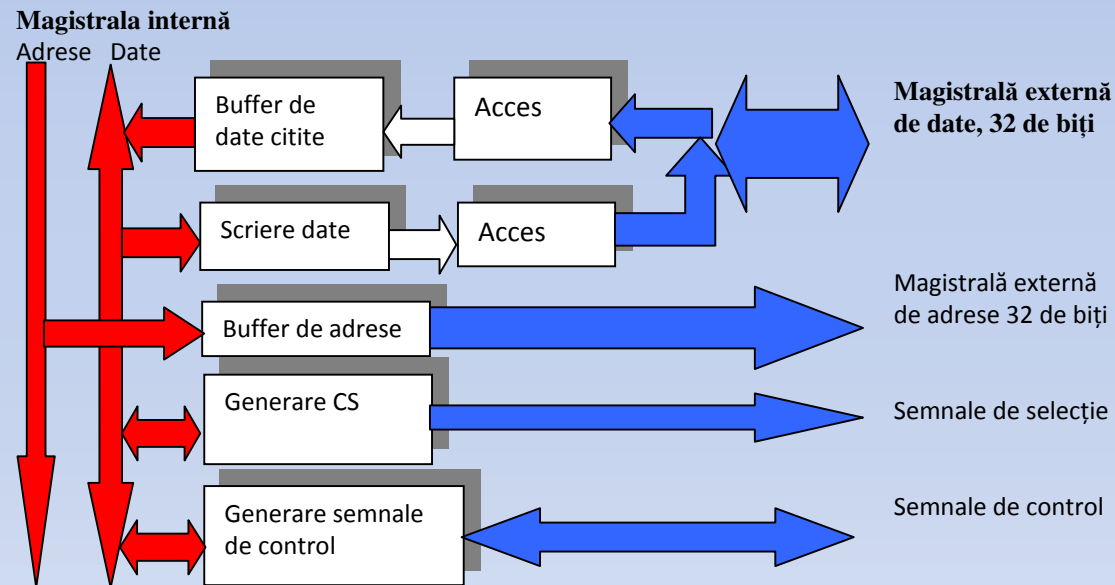 Magistrala internă
Adrese Date
Buffer de
date citite
Acces
Magistrală externă
de date, 32 de biți
Scriere date
Acces
Buffer de adrese
Magistrală externă
de adrese 32 de biți
Generare CS
Semnale de selecție
Generare semnale
de control
Semnale de control